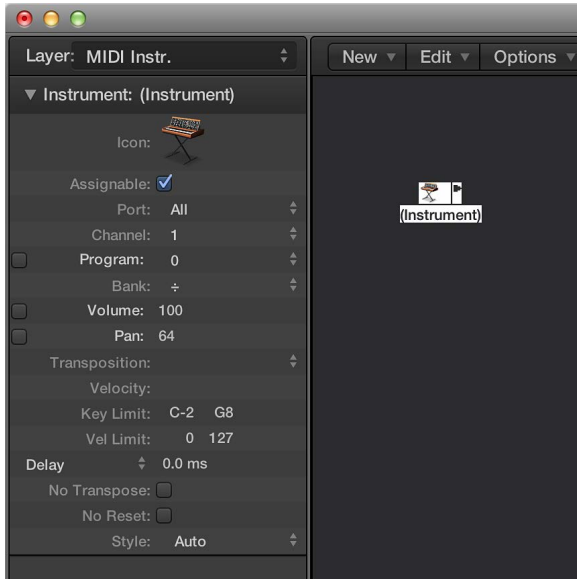 Layer: MIDI Instr.
New Edit Options
Instrument: (Instrument)
Icon:
Assignable:
Port: All
Channel: 1
(Instrument)
Program: 0
Bank: ÷
Volume: 100
Pan: 64
Transposition:
Velocity:
Key Limit: C-2 G8
Vel Limit: 0 127
Delay 0.0 ms
No Transpose:
No Reset:
Style: Auto